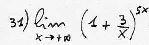 31) lim x→+∞ (1 + 3/x)^5x